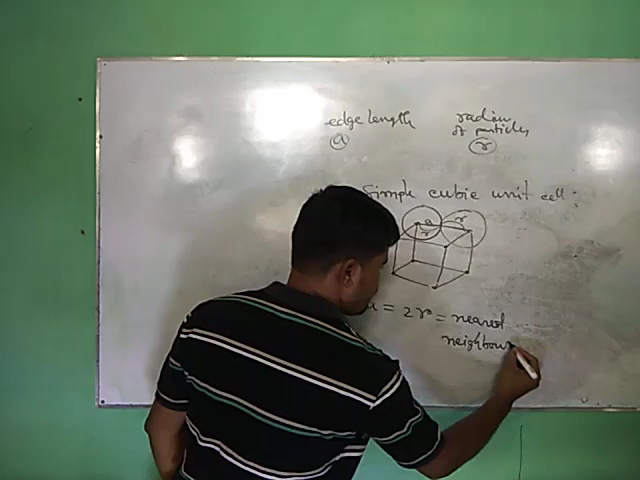 edge length
radius
of particles
a
r
Simple cubic unit cell :
a
r
r
a = 2r = nearest
neighbour